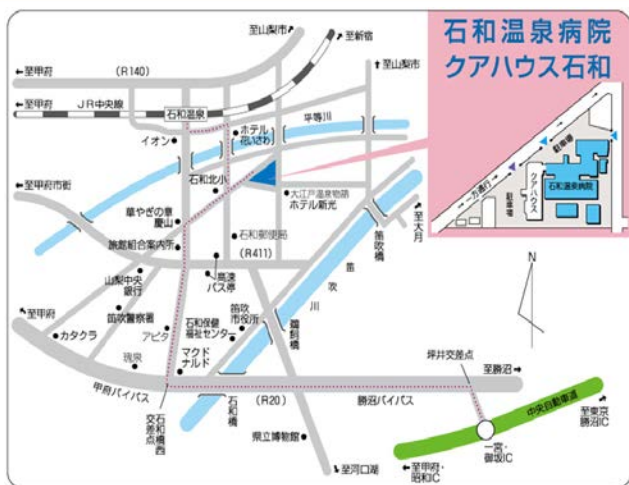 石和温泉病院
クアハウス石和
一方通行
駐車場
クアハウス
石和温泉病院
駐車場
至山梨市
至新宿
至山梨市
至甲府
(R140)
至甲府
JR中央線
石和温泉
イオン
ホテル
花いさわ
平等川
石和北小
大江戸温泉物語
ホテル新光
至甲府市街
華やぎの章
慶山
旅館組合案内所
石和郵便局
(R411)
笛吹橋
至大月
山梨中央
銀行
高速
バス停
笛吹川
至甲府
笛吹警察署
カタクラ
アピタ
石和保健
福祉センター
笛吹
市役所
鵜飼橋
瑰泉
マクド
ナルド
坪井交差点
至勝沼
甲府バイパス
石和橋西
交差点
石和橋
(R20)
勝沼バイパス
中央自動車道
至東京
勝沼IC
県立博物館
一宮・
御坂IC
至河口湖
至甲府・
昭和IC
N